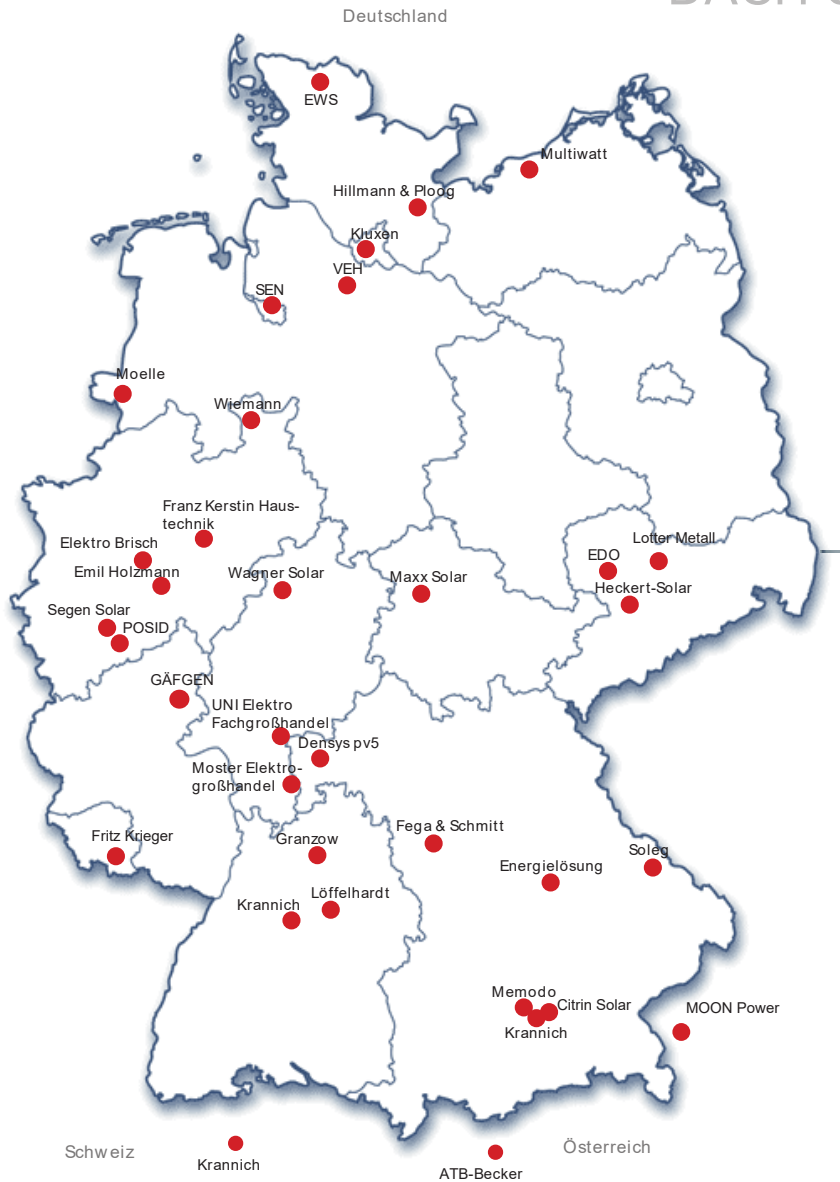 Deutschland
EWS
Multiwatt
Hillmann & Ploog
Kluxen
VEH
SEN
Moelle
Wiemann
Franz Kerstin Haus-
technik
Elektro Brisch
Emil Holzmann
Wagner Solar
Maxx Solar
Lotter Metall
EDO
Heckert-Solar
Segen Solar
POSID
GÄFGEN
UNI Elektro
Fachgroßhandel
Densys pv5
Moster Elektro-
großhandel
Fritz Krieger
Granzow
Fega & Schmitt
Energielösung
Soleg
Krannich
Löffelhardt
Memodo
Citrin Solar
Krannich
MOON Power
Schweiz
Krannich
ATB-Becker
Österreich